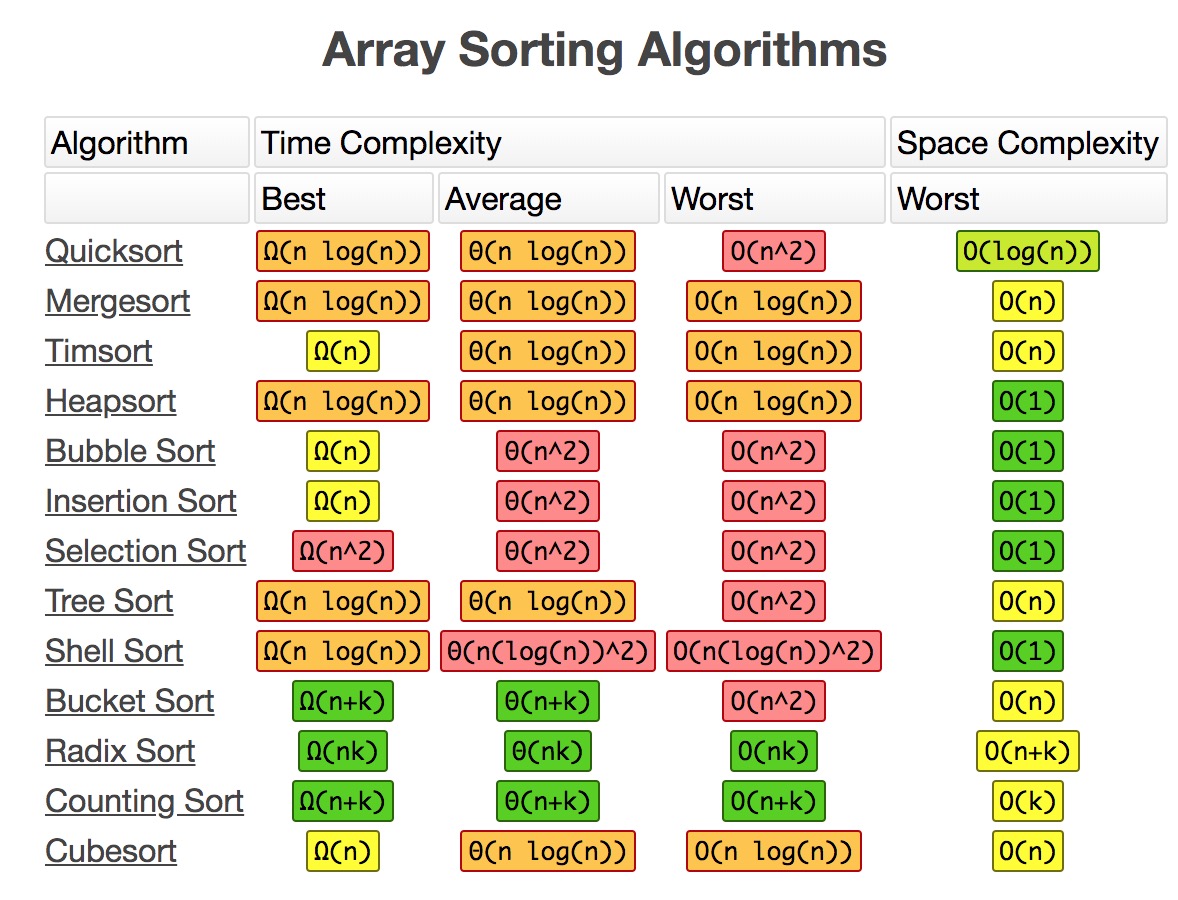 Array Sorting Algorithms
Algorithm Time Complexity Space Complexity
Best Average Worst Worst
Quicksort Ω(n log(n)) Θ(n log(n)) O(n^2) O(log(n))
Mergesort Ω(n log(n)) Θ(n log(n)) O(n log(n)) O(n)
Timsort Ω(n) Θ(n log(n)) O(n log(n)) O(n)
Heapsort Ω(n log(n)) Θ(n log(n)) O(n log(n)) O(1)
Bubble Sort Ω(n) Θ(n^2) O(n^2) O(1)
Insertion Sort Ω(n) Θ(n^2) O(n^2) O(1)
Selection Sort Ω(n^2) Θ(n^2) O(n^2) O(1)
Tree Sort Ω(n log(n)) Θ(n log(n)) O(n^2) O(n)
Shell Sort Ω(n log(n)) Θ(n(log(n))^2) O(n(log(n))^2) O(1)
Bucket Sort Ω(n+k) Θ(n+k) O(n^2) O(n)
Radix Sort Ω(nk) Θ(nk) O(nk) O(n+k)
Counting Sort Ω(n+k) Θ(n+k) O(n+k) O(k)
Cubesort Ω(n) Θ(n log(n)) O(n log(n)) O(n)